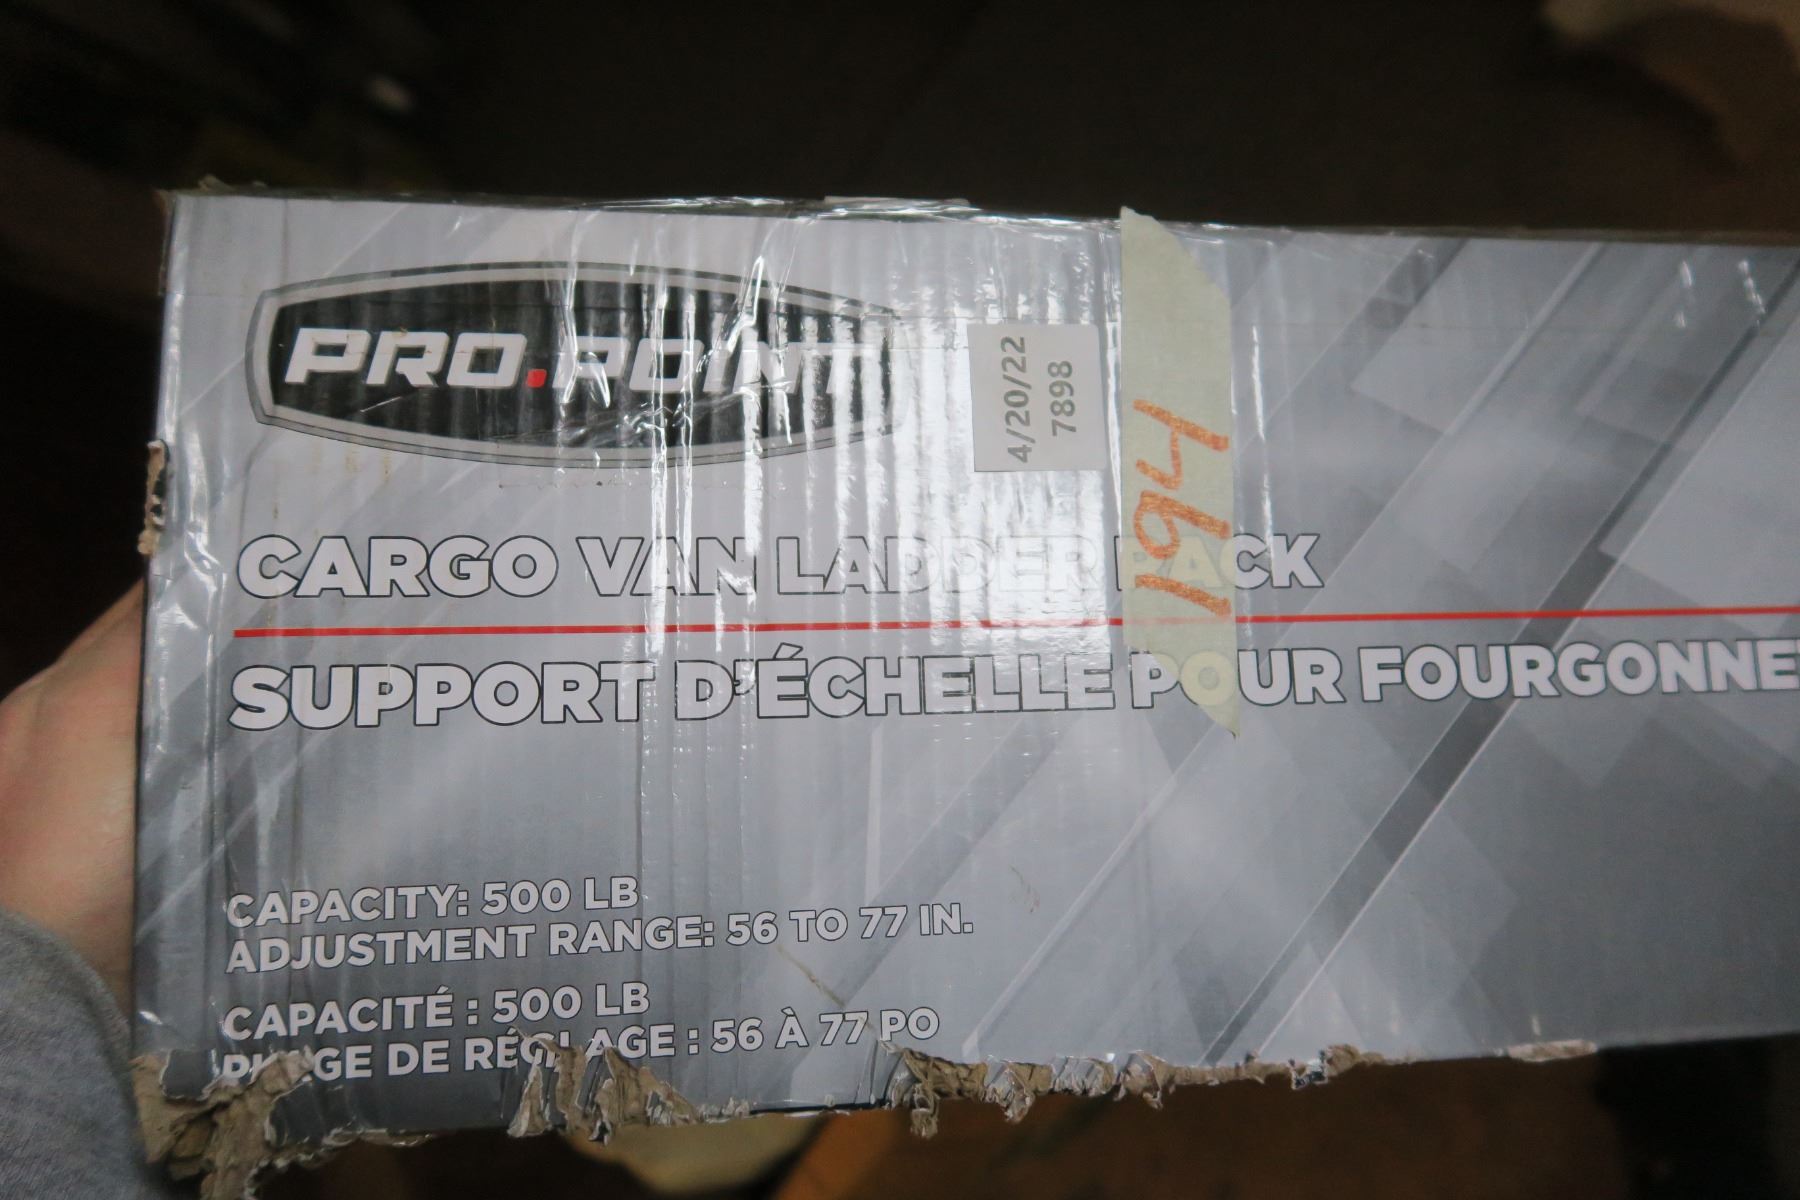 PRO.POINT
4/20/22
7898
194
CARGO VAN LADDER RACK
SUPPORT D'ÉCHELLE POUR FOURGONNET
CAPACITY: 500 LB
ADJUSTMENT RANGE: 56 TO 77 IN.
CAPACITÉ : 500 LB
PLAGE DE RÉGLAGE : 56 À 77 PO